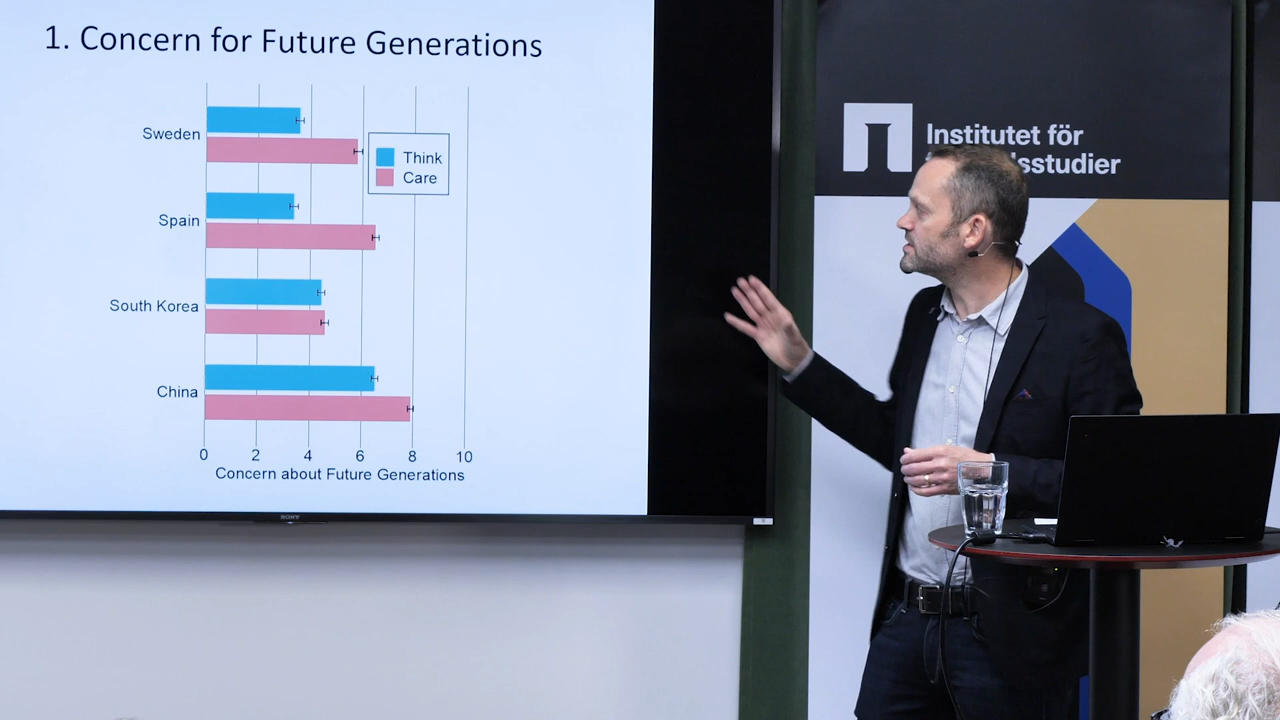 1. Concern for Future Generations
Sweden
Spain
South Korea
China
Think
Care
0 2 4 6 8 10
Concern about Future Generations
SONY
Institutet för